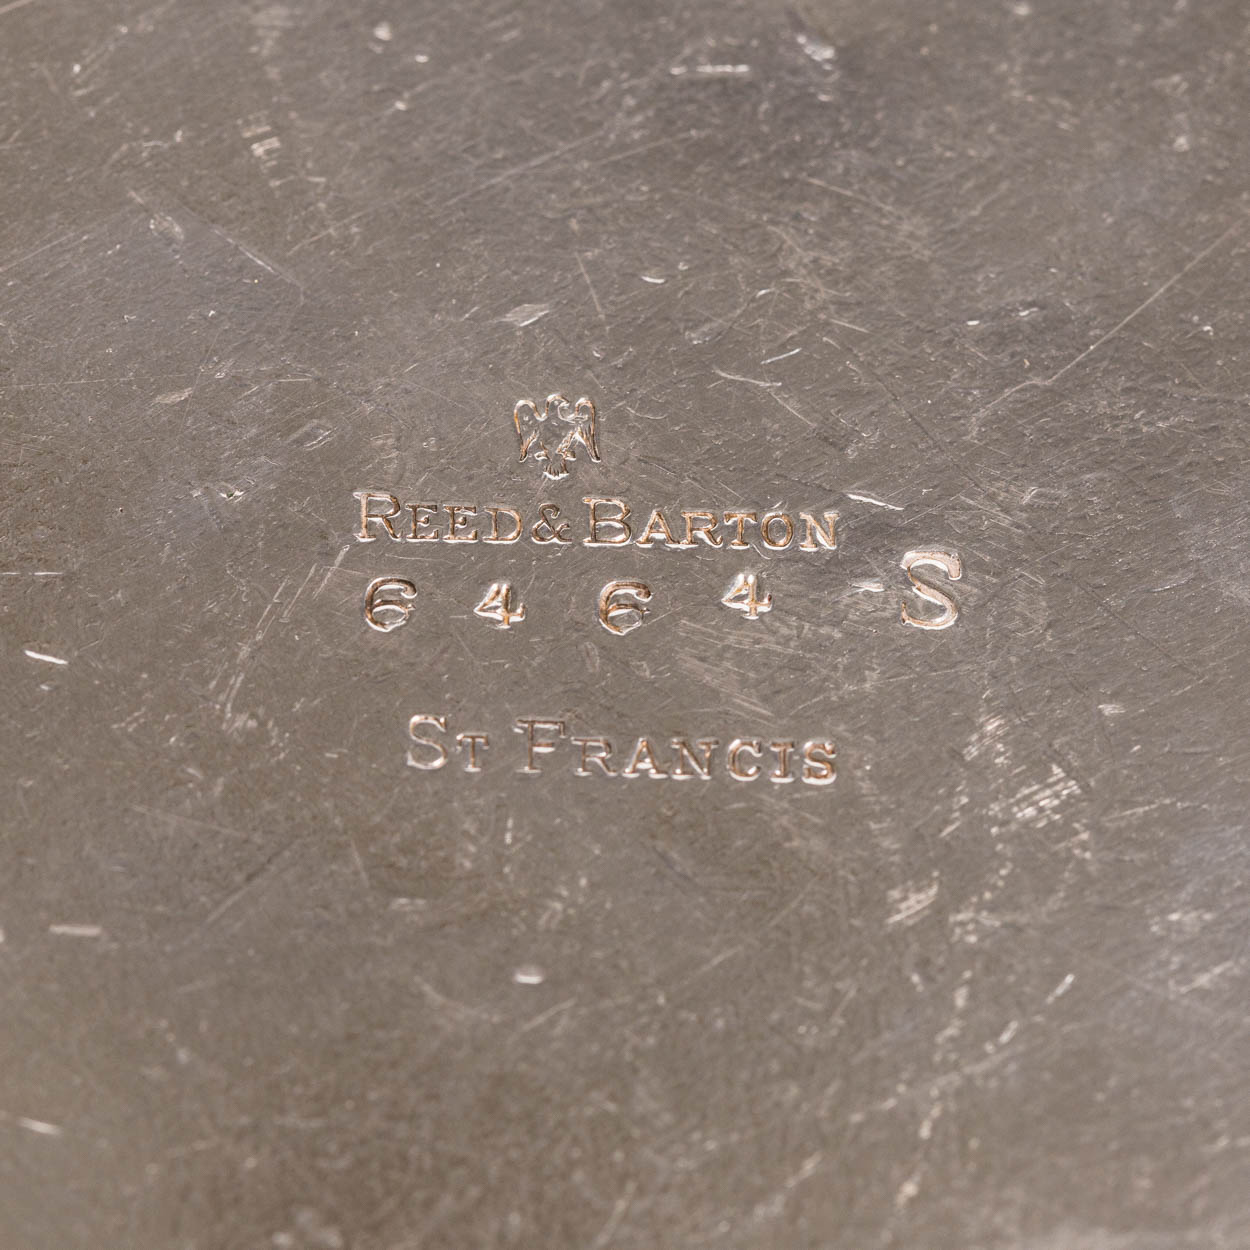 REED & BARTON
6464 S
ST FRANCIS